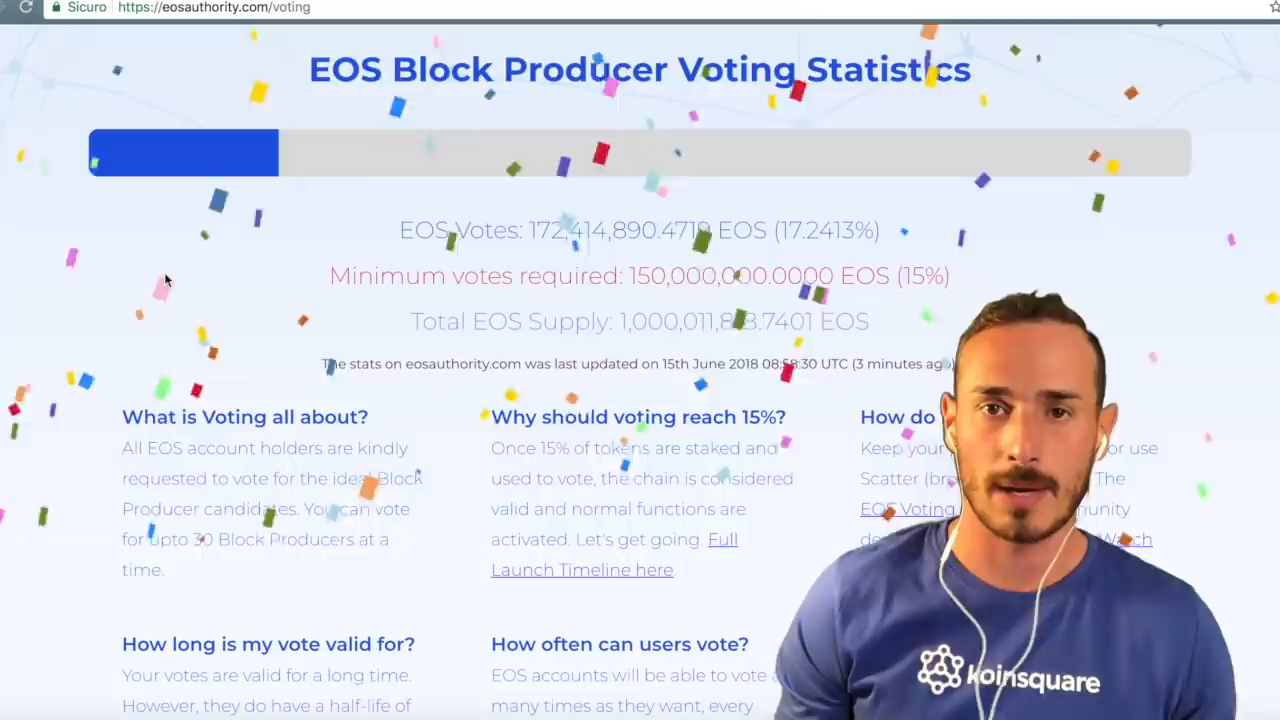 Sicuro https://eosauthority.com/voting
EOS Block Producer Voting Statistics
EOS Votes: 172,414,890.4719 EOS (17.2413%)
Minimum votes required: 150,000,000.0000 EOS (15%)
Total EOS Supply: EOS
The stats on eosauthority.com was last updated on 15th June 2018 08:58:30 UTC (3 minutes ago)
What is Voting all about?
All EOS account holders are kindly
requested to vote for the ideal Block
Producer candidates. You can vote
for upto 30 Block Producers at a
time.
Why should voting reach 15%?
Once 15% of tokens are staked and
used to vote, the chain is considered
valid and normal functions are
activated. Let's get going. Full
Launch Timeline here.
How do
Keep your or use
Scatter The
EOS Voting
Watch
How long is my vote valid for?
Your votes are valid for a long time.
However, they do have a half-life of
How often can users vote?
EOS accounts will be able to vote
many times as they want, every
koinsquare